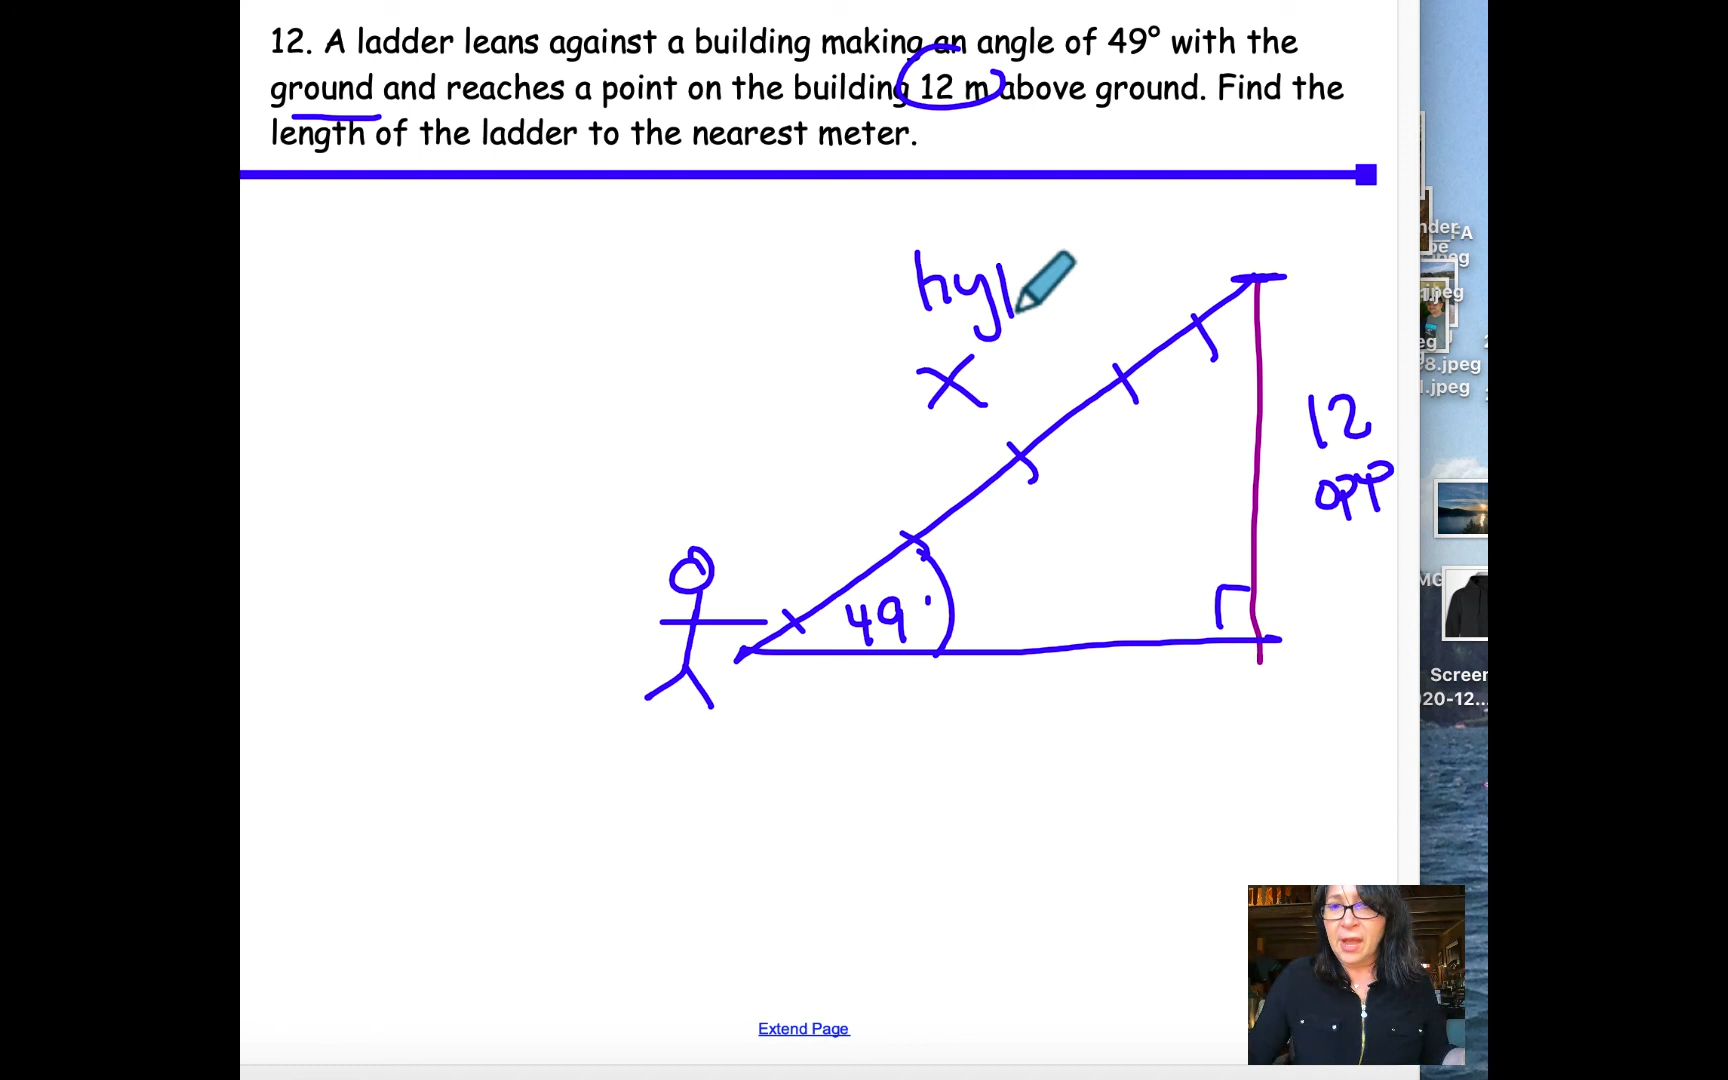 12. A ladder leans against a building making an angle of 49° with the
ground and reaches a point on the building 12 m above ground. Find the
length of the ladder to the nearest meter.
hyp
x
12
opp
49°
Extend Page
jpeg
jpeg
8.jpeg
.jpeg
Screen
20-12...